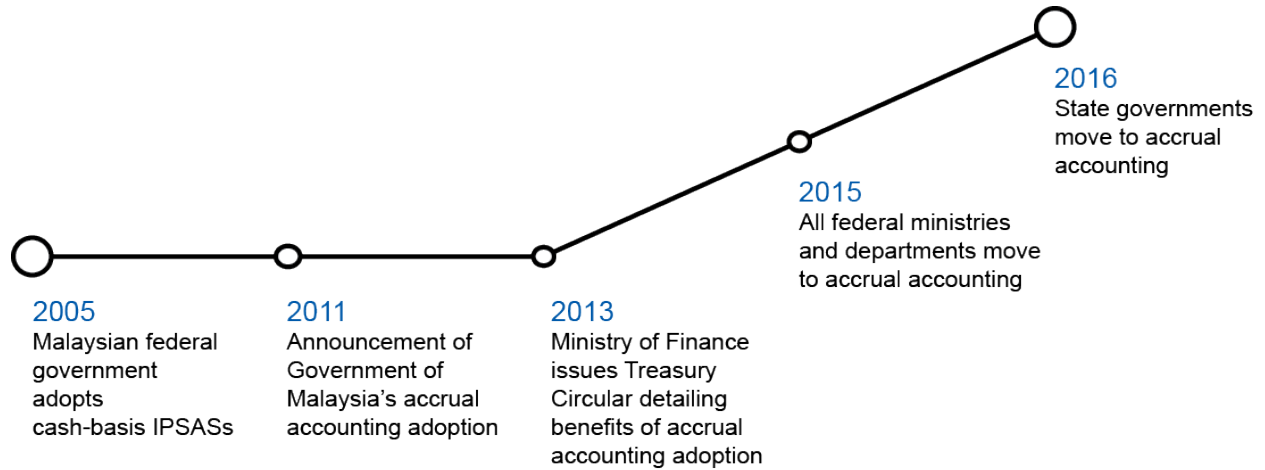 2005
Malaysian federal
government
adopts
cash-basis IPSASs
2011
Announcement of
Government of
Malaysia’s accrual
accounting adoption
2013
Ministry of Finance
issues Treasury
Circular detailing
benefits of accrual
accounting adoption
2015
All federal ministries
and departments move
to accrual accounting
2016
State governments
move to accrual
accounting